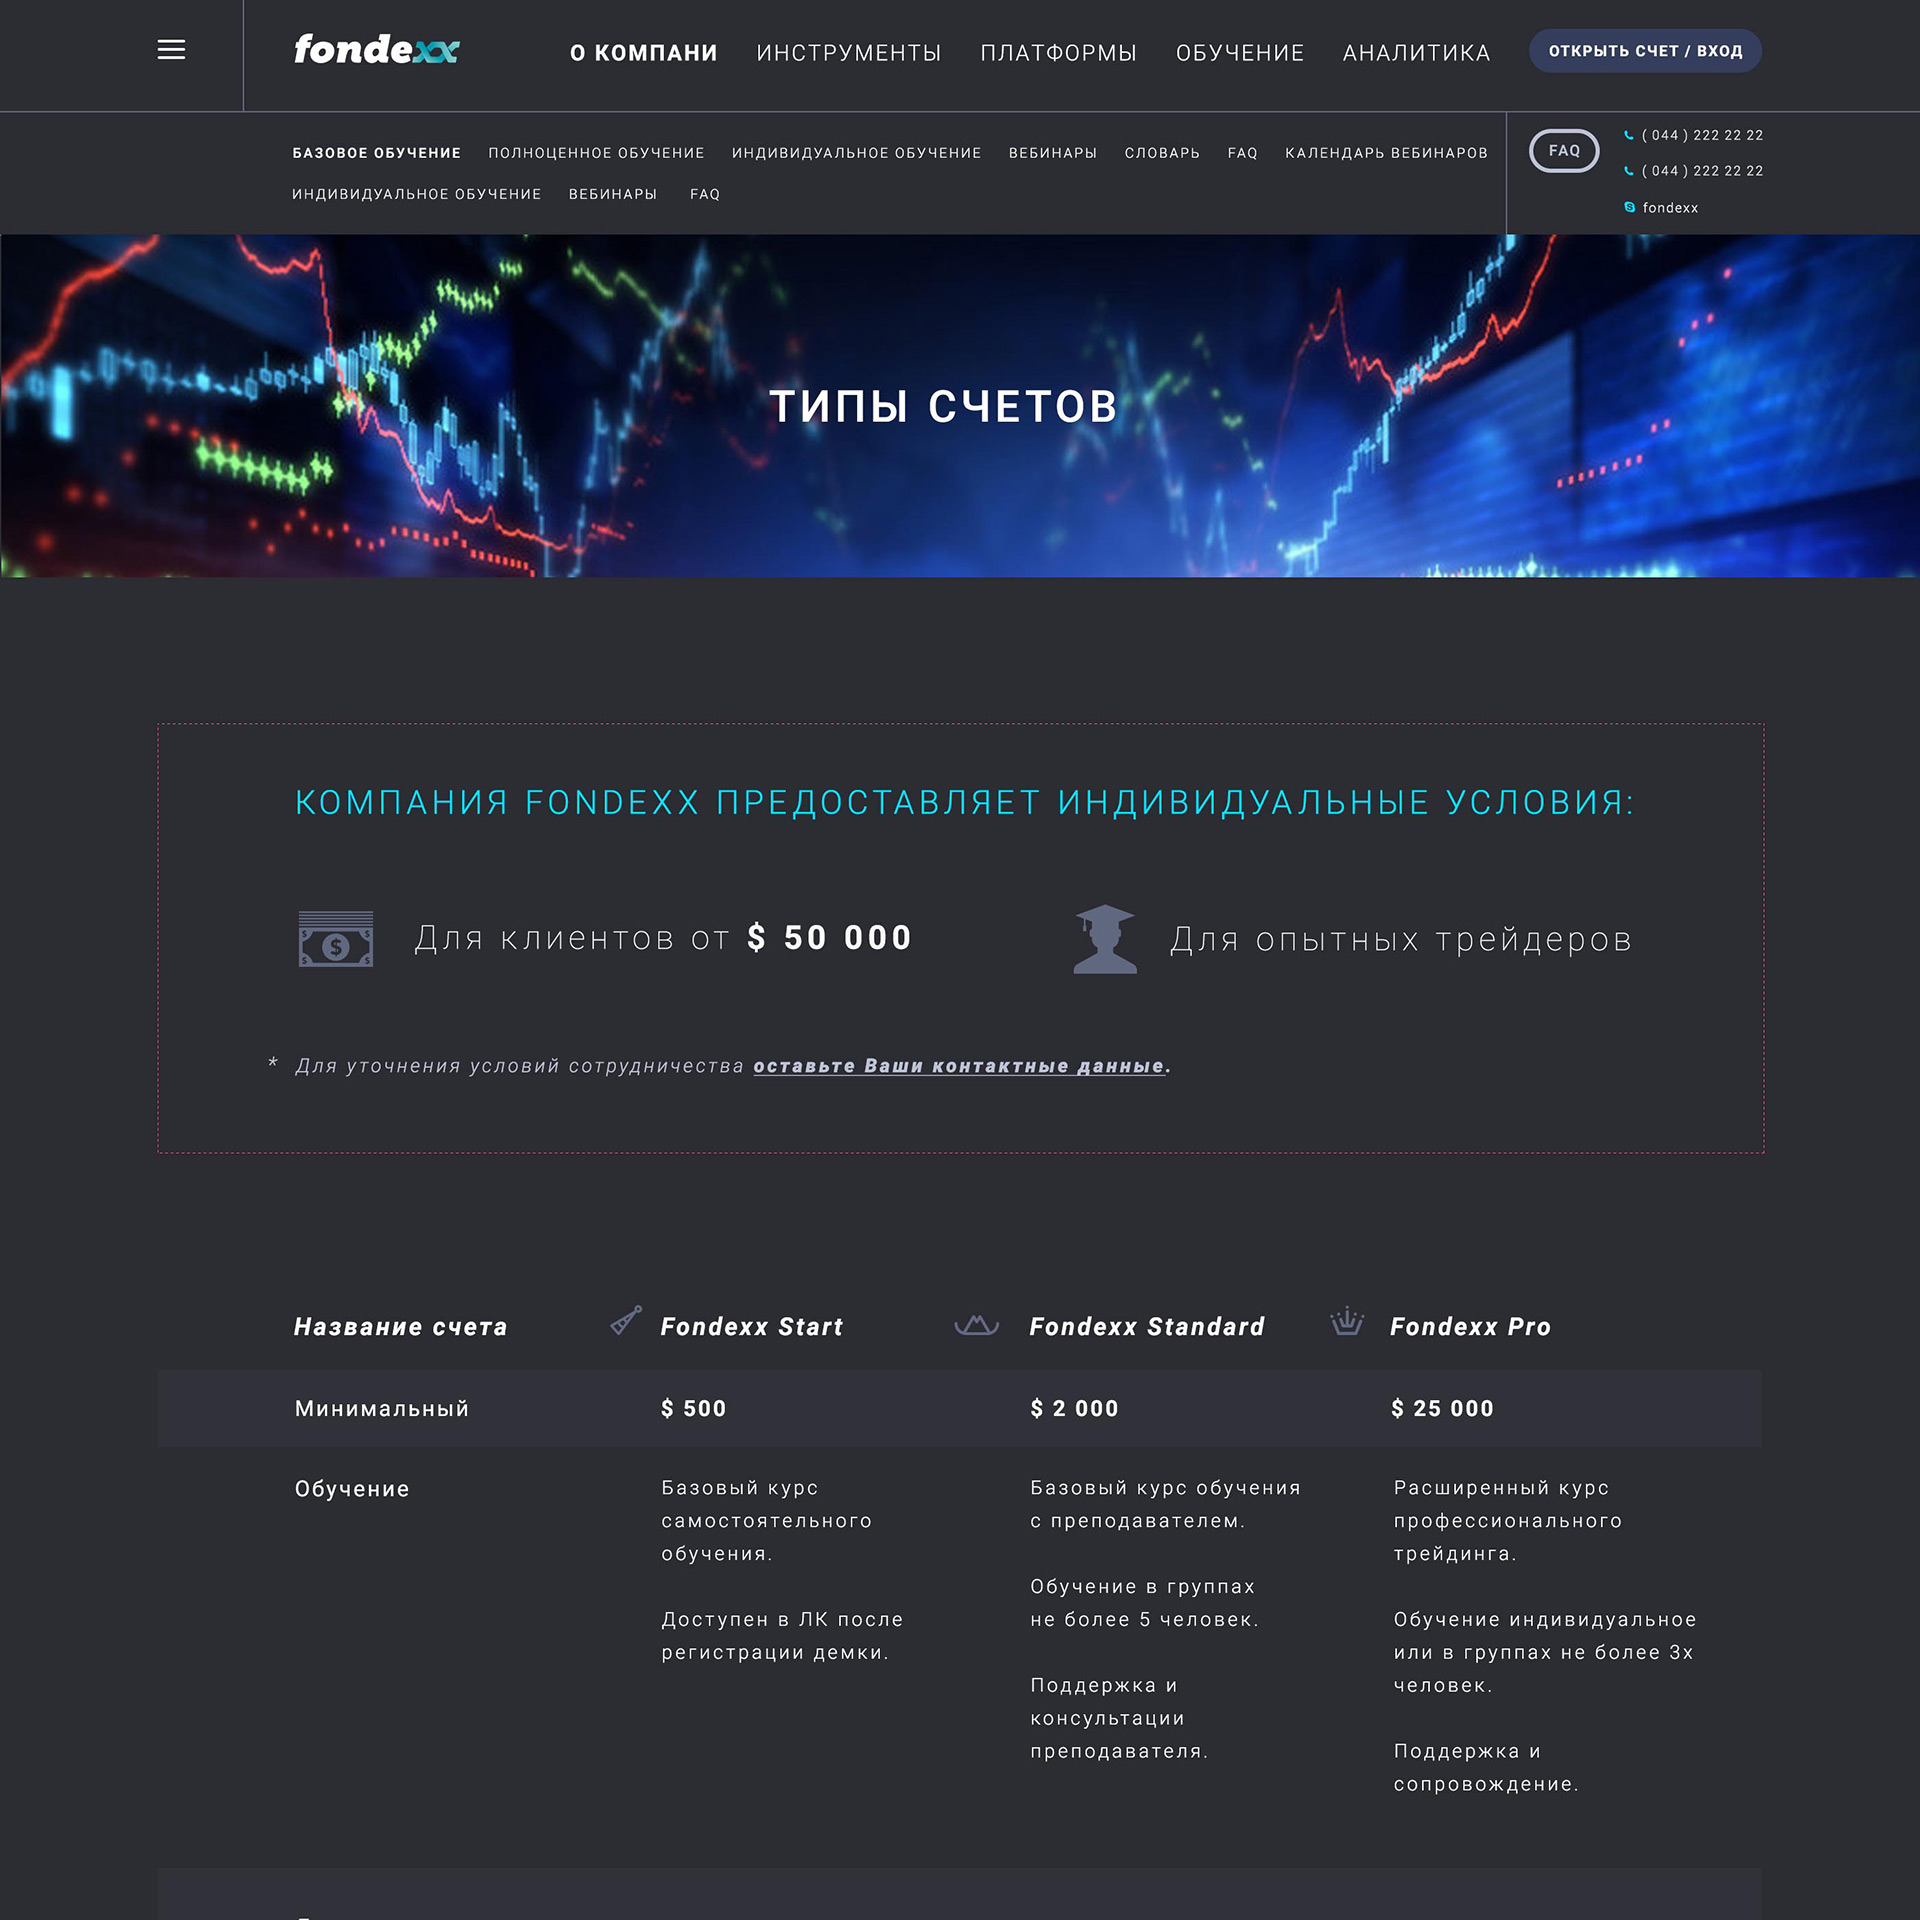 fondexx
О КОМПАНИ ИНСТРУМЕНТЫ ПЛАТФОРМЫ ОБУЧЕНИЕ АНАЛИТИКА
ОТКРЫТЬ СЧЕТ / ВХОД
БАЗОВОЕ ОБУЧЕНИЕ ПОЛНОЦЕННОЕ ОБУЧЕНИЕ ИНДИВИДУАЛЬНОЕ ОБУЧЕНИЕ ВЕБИНАРЫ СЛОВАРЬ FAQ КАЛЕНДАРЬ ВЕБИНАРОВ
ИНДИВИДУАЛЬНОЕ ОБУЧЕНИЕ ВЕБИНАРЫ FAQ
FAQ
( 044 ) 222 22 22
( 044 ) 222 22 22
fondexx
ТИПЫ СЧЕТОВ
КОМПАНИЯ FONDEXX ПРЕДОСТАВЛЯЕТ ИНДИВИДУАЛЬНЫЕ УСЛОВИЯ:
Для клиентов от $ 50 000
Для опытных трейдеров
* Для уточнения условий сотрудничества оставьте Ваши контактные данные.
Название счета Fondexx Start Fondexx Standard Fondexx Pro
Минимальный $ 500 $ 2 000 $ 25 000
Обучение
Базовый курс
самостоятельного
обучения.
Доступен в ЛК после
регистрации демки.
Базовый курс обучения
с преподавателем.
Обучение в группах
не более 5 человек.
Поддержка и
консультации
преподавателя.
Расширенный курс
профессионального
трейдинга.
Обучение индивидуальное
или в группах не более 3х
человек.
Поддержка и
сопровождение.